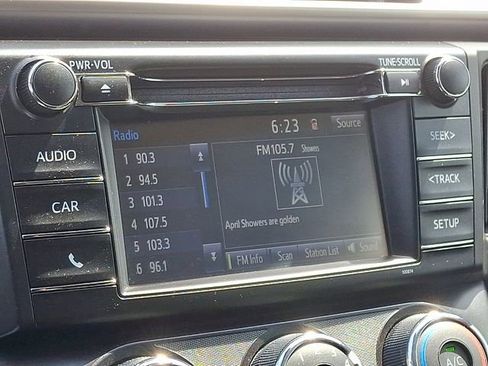 PWR•VOL
TUNE•SCROLL
6:23
Source
Radio
FM105.7 Showers
1 90.3
2 94.5
3 101.3
4 107.5
5 103.3
6 96.1
April Showers are golden
FM Info
Scan
Station List
Sound
AUDIO
CAR
SEEK>
<TRACK
SETUP
100874
A/C